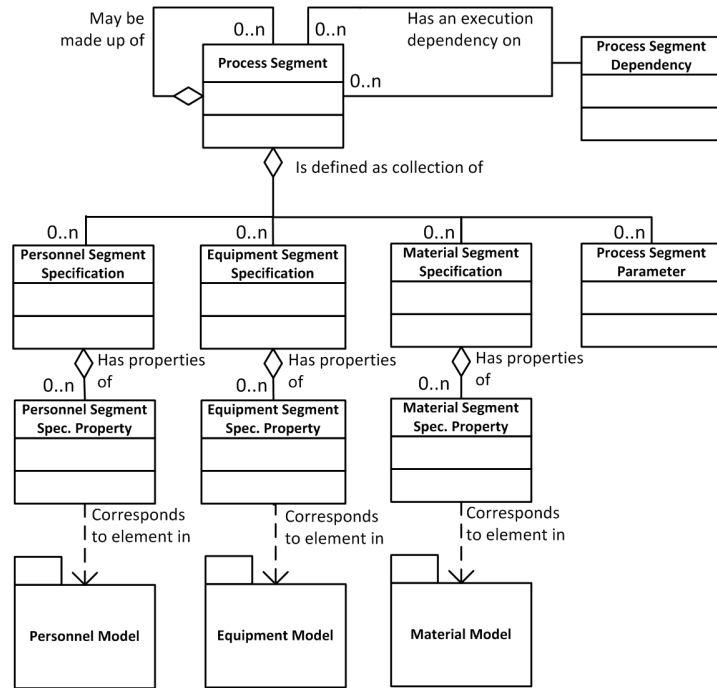 May be
made up of
0..n
0..n
Has an execution
dependency on
Process Segment
0..n
Process Segment
Dependency
Is defined as collection of
0..n
0..n
0..n
0..n
Personnel Segment
Specification
Equipment Segment
Specification
Material Segment
Specification
Process Segment
Parameter
Has properties
of
Has properties
of
Has properties
of
0..n
0..n
0..n
Personnel Segment
Spec. Property
Equipment Segment
Spec. Property
Material Segment
Spec. Property
Corresponds
to element in
Corresponds
to element in
Corresponds
to element in
Personnel Model
Equipment Model
Material Model